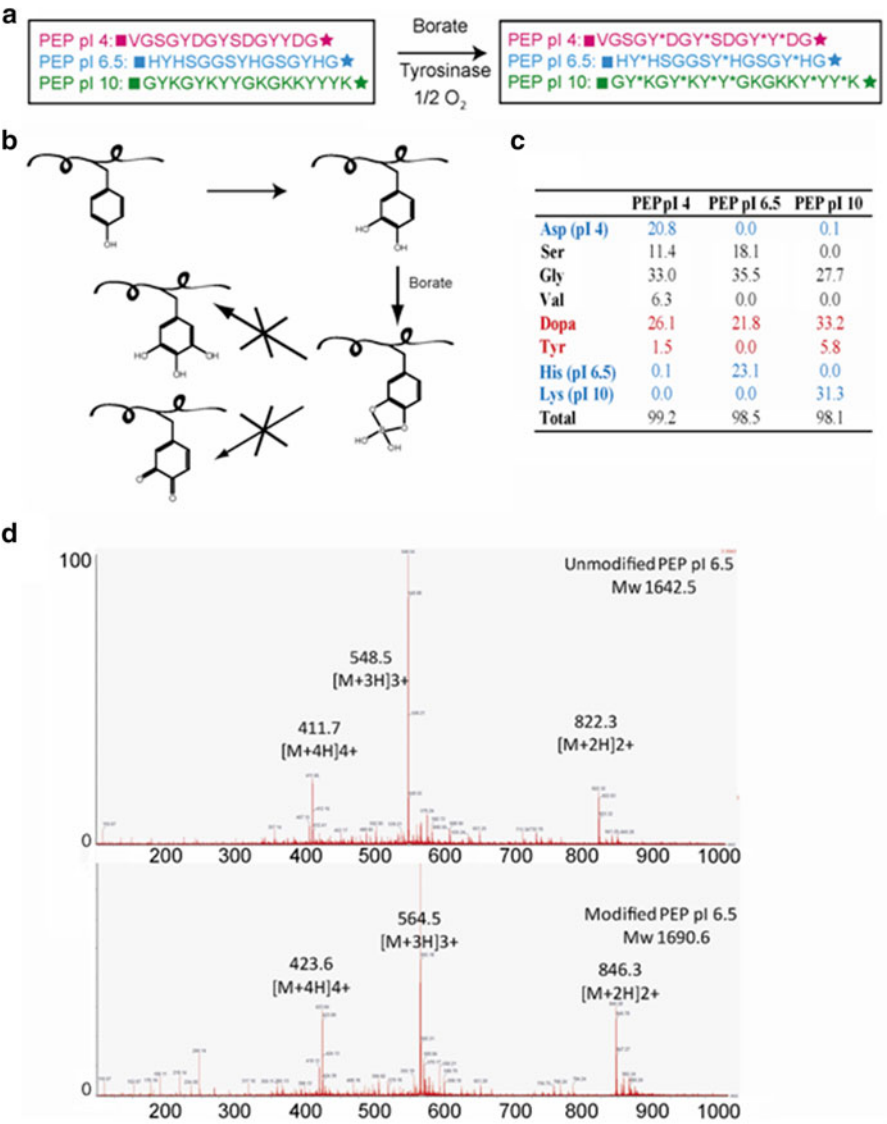 a
PEP pI 4: ■VGSGYDGYSDGYYDG★
PEP pI 6.5: ■HYHSGGSYHGSGYHG★
PEP pI 10: ■GYKGYKYYGKGKKYYYK★
Borate
Tyrosinase
1/2 O2
PEP pI 4: ■VGSGY*DGY*SDGY*Y*DG★
PEP pI 6.5: ■HY*HSGGSY*HGSGY*HG★
PEP pI 10: ■GY*KGY*KY*Y*GKGKKY*YY*K★
b
OH
HO
OH
Borate
HO
OH
OH
O
O
B
HO
OH
O
O
c
PEP pI 4 PEP pI 6.5 PEP pI 10
Asp (pI 4) 20.8 0.0 0.1
Ser 11.4 18.1 0.0
Gly 33.0 35.5 27.7
Val 6.3 0.0 0.0
Dopa 26.1 21.8 33.2
Tyr 1.5 0.0 5.8
His (pI 6.5) 0.1 23.1 0.0
Lys (pI 10) 0.0 0.0 31.3
Total 99.2 98.5 98.1
d
100
Unmodified PEP pI 6.5
Mw 1642.5
548.5
[M+3H]3+
411.7
[M+4H]4+
822.3
[M+2H]2+
0
200 300 400 500 600 700 800 900 1000
Modified PEP pI 6.5
Mw 1690.6
564.5
[M+3H]3+
423.6
[M+4H]4+
846.3
[M+2H]2+
0
200 300 400 500 600 700 800 900 1000